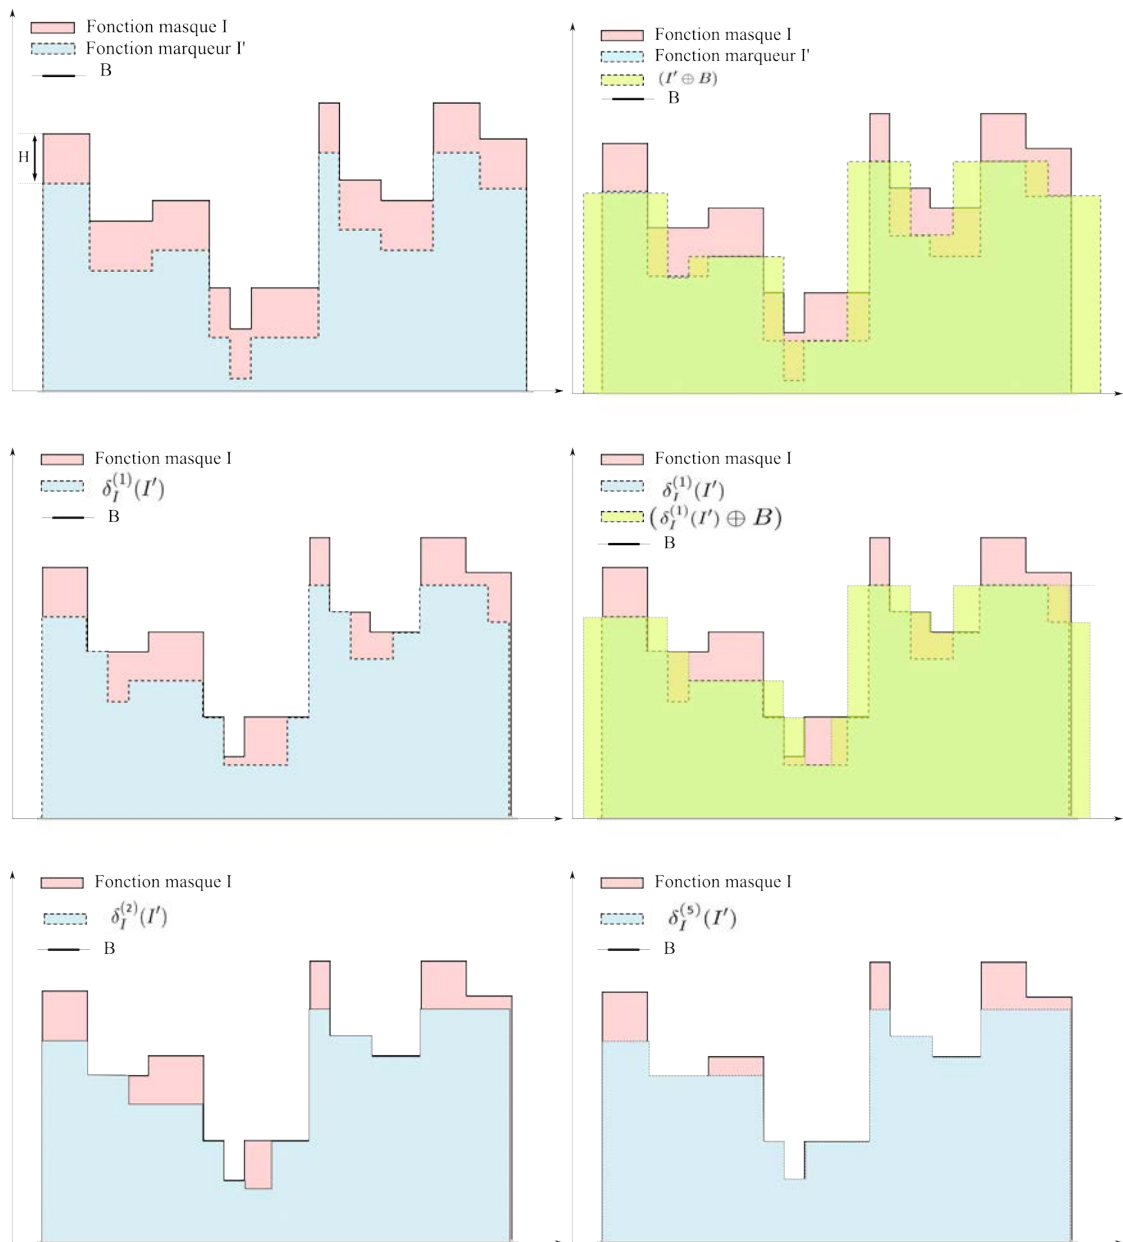 Fonction masque I
Fonction marqueur I'
B
H
Fonction masque I
Fonction marqueur I'
(I' ⊕ B)
B
Fonction masque I
δ_I^{(1)}(I')
B
Fonction masque I
δ_I^{(1)}(I')
(δ_I^{(1)}(I') ⊕ B)
B
Fonction masque I
δ_I^{(2)}(I')
B
Fonction masque I
δ_I^{(5)}(I')
B